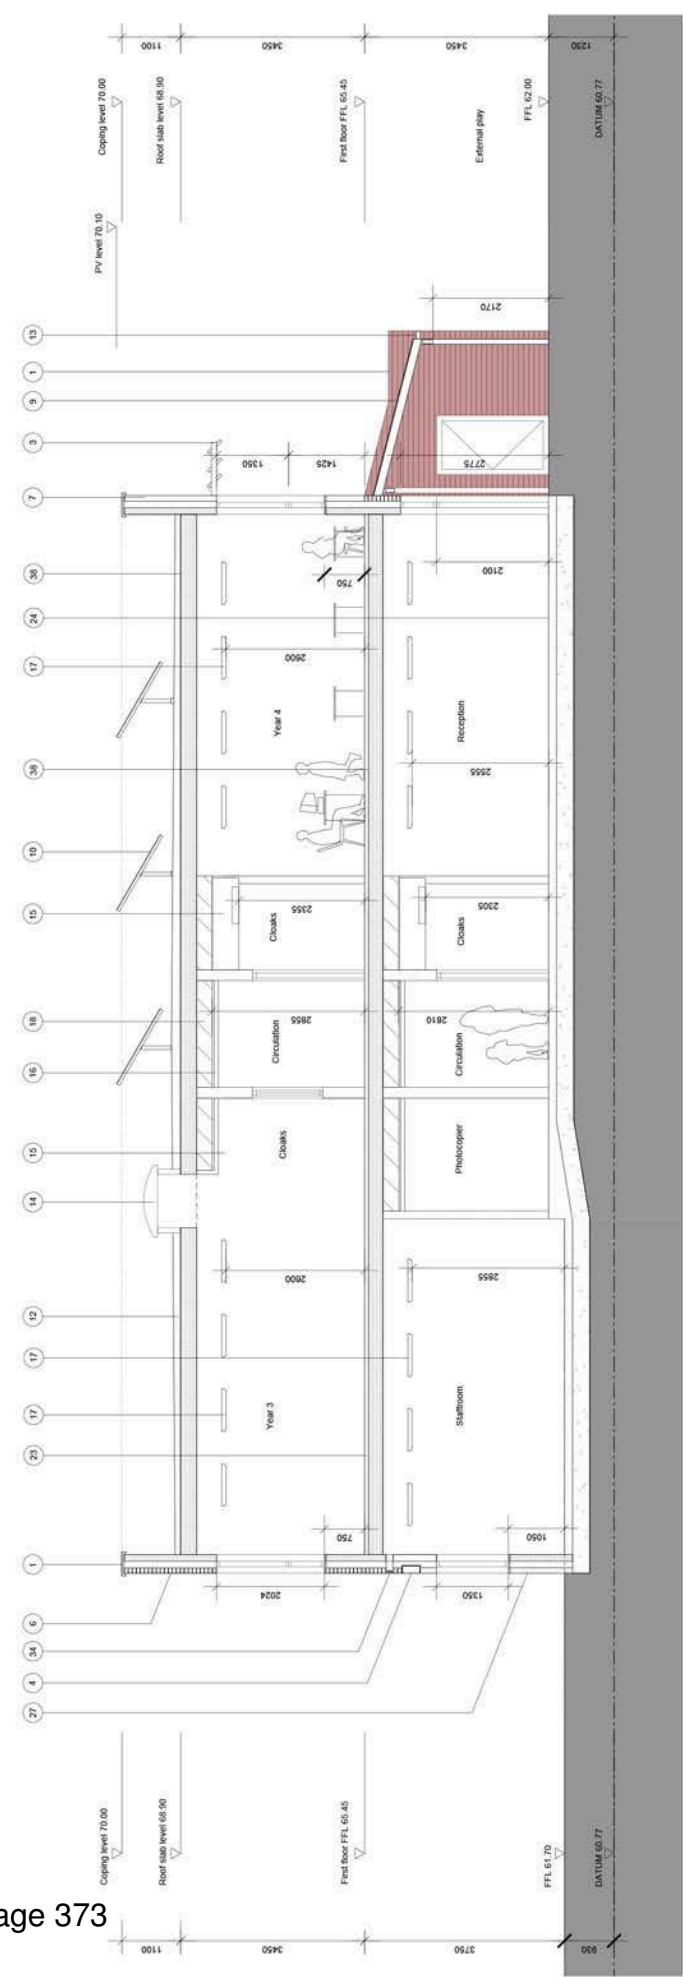 1100
3450
3450
1230
Coping level 70.00
Roof slab level 68.90
First floor FFL 65.45
External play
FFL 62.00
DATUM 60.77
PV level 70.10
13
1
9
3
7
38
24
17
38
10
15
18
16
15
14
12
17
17
23
1
6
34
4
27
2170
1350
1425
2775
750
2100
2600
Year 4
Reception
2555
2355
Cloaks
2305
Cloaks
2855
Circulation
2810
Circulation
Cloaks
Photocopier
2600
2855
Year 3
Staffroom
750
1050
2024
1350
Coping level 70.00
Roof slab level 68.90
First floor FFL 65.45
FFL 61.70
DATUM 60.77
1100
3450
3750
930
age 373